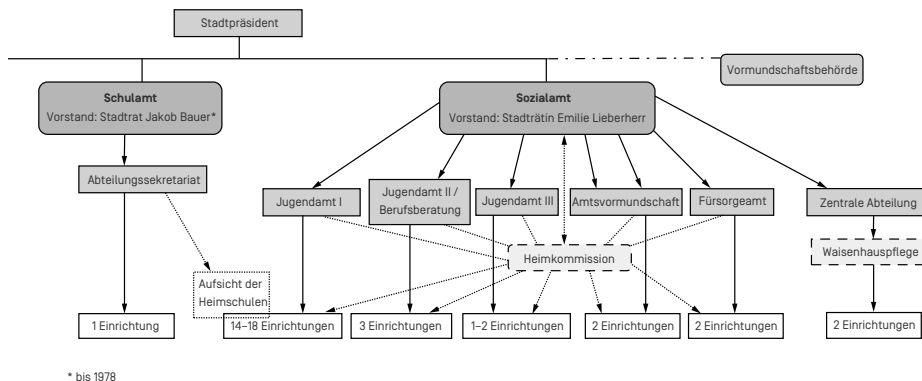 Stadtpräsident
Vormundschaftsbehörde
Schulamt
Vorstand: Stadtrat Jakob Bauer*
Sozialamt
Vorstand: Stadträtin Emilie Lieberherr
Abteilungssekretariat
Jugendamt I
Jugendamt II /
Berufsberatung
Jugendamt III
Amtsvormundschaft
Fürsorgeamt
Zentrale Abteilung
Heimkommission
Waisenhauspflege
Aufsicht der
Heimschulen
1 Einrichtung
14–18 Einrichtungen
3 Einrichtungen
1–2 Einrichtungen
2 Einrichtungen
2 Einrichtungen
2 Einrichtungen
* bis 1978